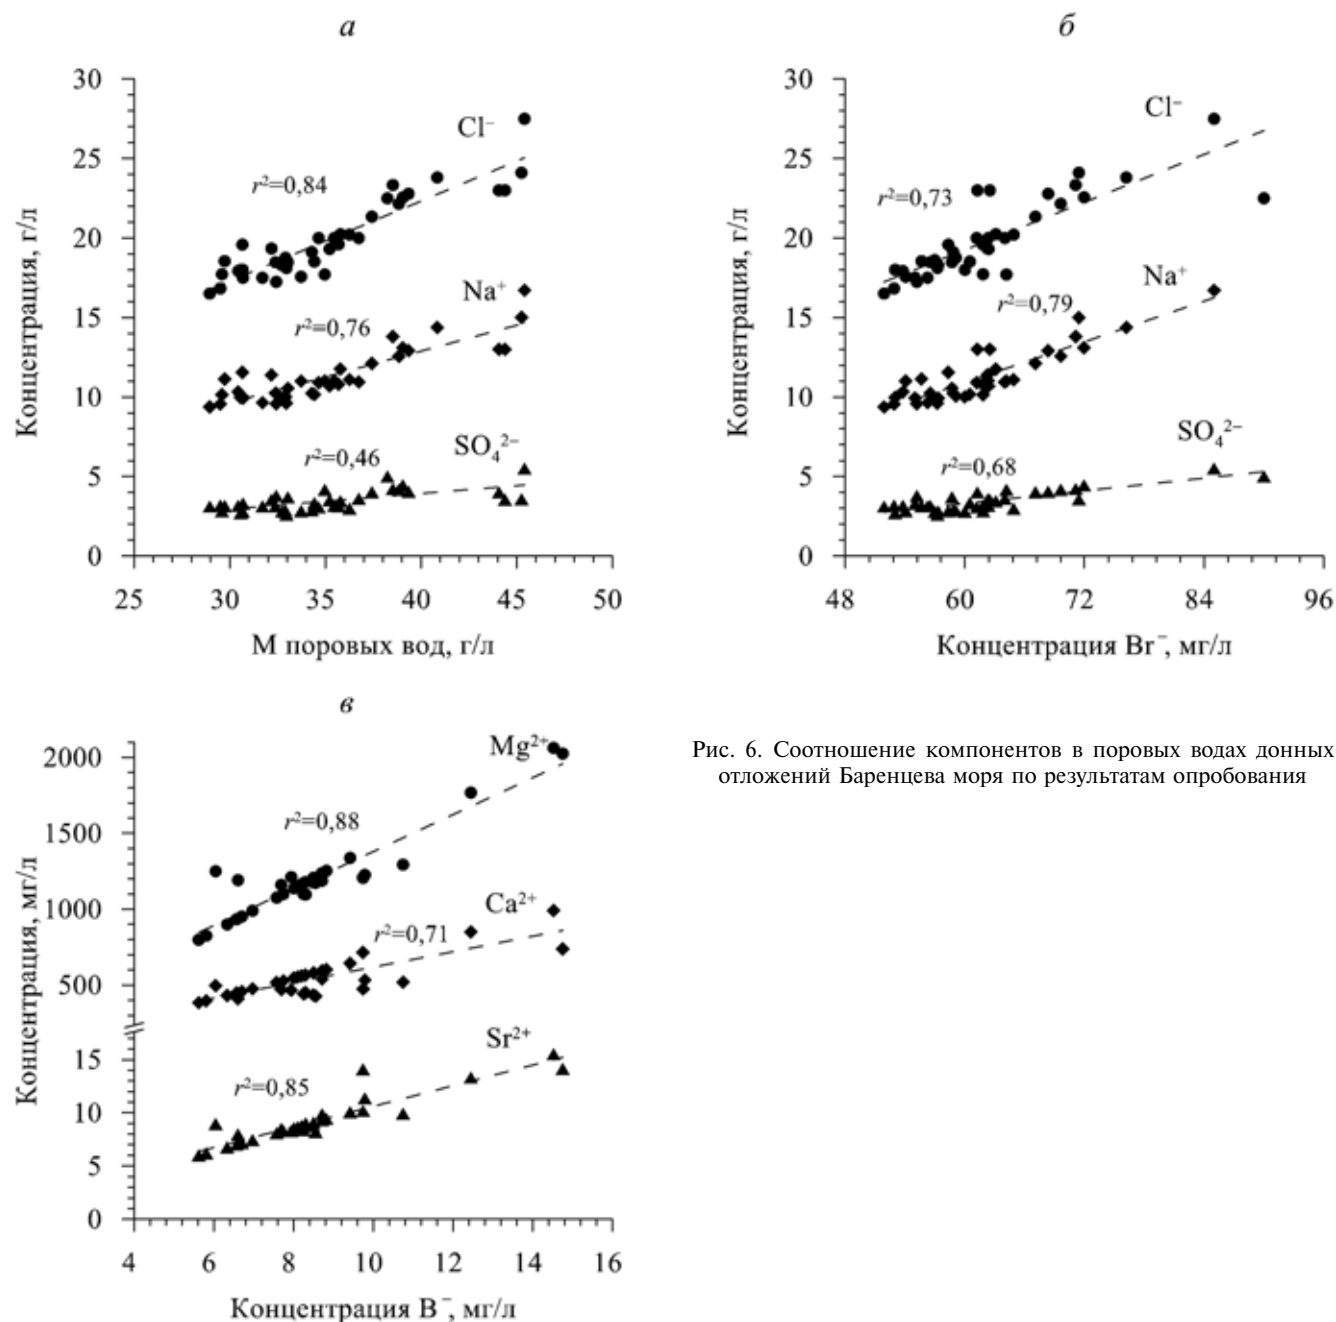 а
30
25
20
15
10
5
0
Концентрация, г/л
Cl⁻
r²=0,84
Na⁺
r²=0,76
SO₄²⁻
r²=0,46
25 30 35 40 45 50
М поровых вод, г/л
б
30
25
20
15
10
5
0
Концентрация, г/л
Cl⁻
r²=0,73
Na⁺
r²=0,79
SO₄²⁻
r²=0,68
48 60 72 84 96
Концентрация Br⁻, мг/л
в
2000
1500
1000
500
15
10
5
0
Концентрация, мг/л
Концентрация, мг/л
Mg²⁺
r²=0,88
Ca²⁺
r²=0,71
Sr²⁺
r²=0,85
4 6 8 10 12 14 16
Концентрация B⁻, мг/л
Рис. 6. Соотношение компонентов в поровых водах донных
отложений Баренцева моря по результатам опробования